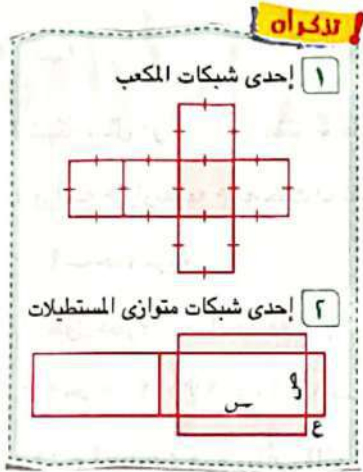 تذكر أن
١ إحدى شبكات المكعب
٢ إحدى شبكات متوازى المستطيلات
ص
س
ع